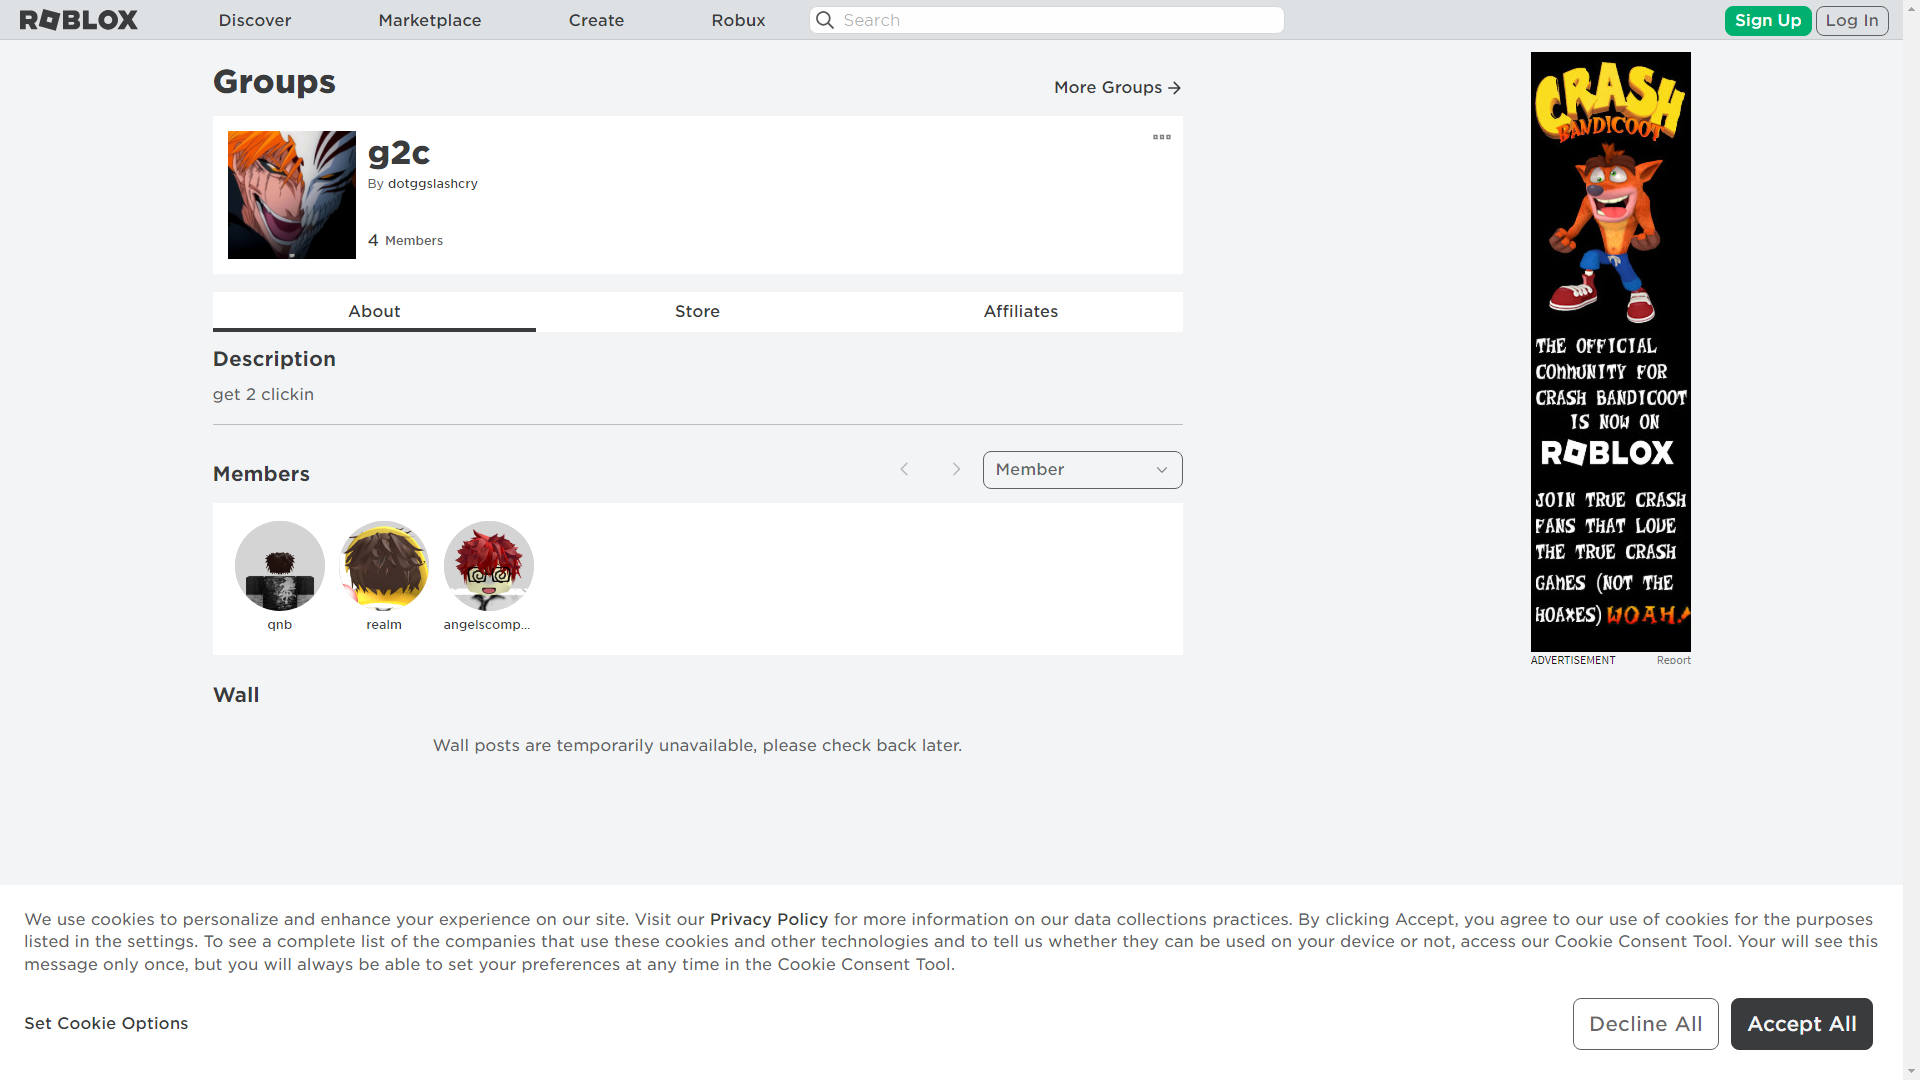 ROBLOX Discover Marketplace Create Robux Search Sign Up Log In
Groups
More Groups
g2c
By dotggslashcry
4 Members
About Store Affiliates
Description
get 2 clickin
Members
Member
qnb realm angelscomp...
Wall
Wall posts are temporarily unavailable, please check back later.
CRASH
BANDICOOT
THE OFFICIAL
COMMUNITY FOR
CRASH BANDICOOT
IS NOW ON
ROBLOX
JOIN TRUE CRASH
FANS THAT LOVE
THE TRUE CRASH
GAMES (NOT THE
HOAXES) WOAH!
ADVERTISEMENT Report
We use cookies to personalize and enhance your experience on our site. Visit our Privacy Policy for more information on our data collections practices. By clicking Accept, you agree to our use of cookies for the purposes
listed in the settings. To see a complete list of the companies that use these cookies and other technologies and to tell us whether they can be used on your device or not, access our Cookie Consent Tool. Your will see this
message only once, but you will always be able to set your preferences at any time in the Cookie Consent Tool.
Set Cookie Options
Decline All
Accept All